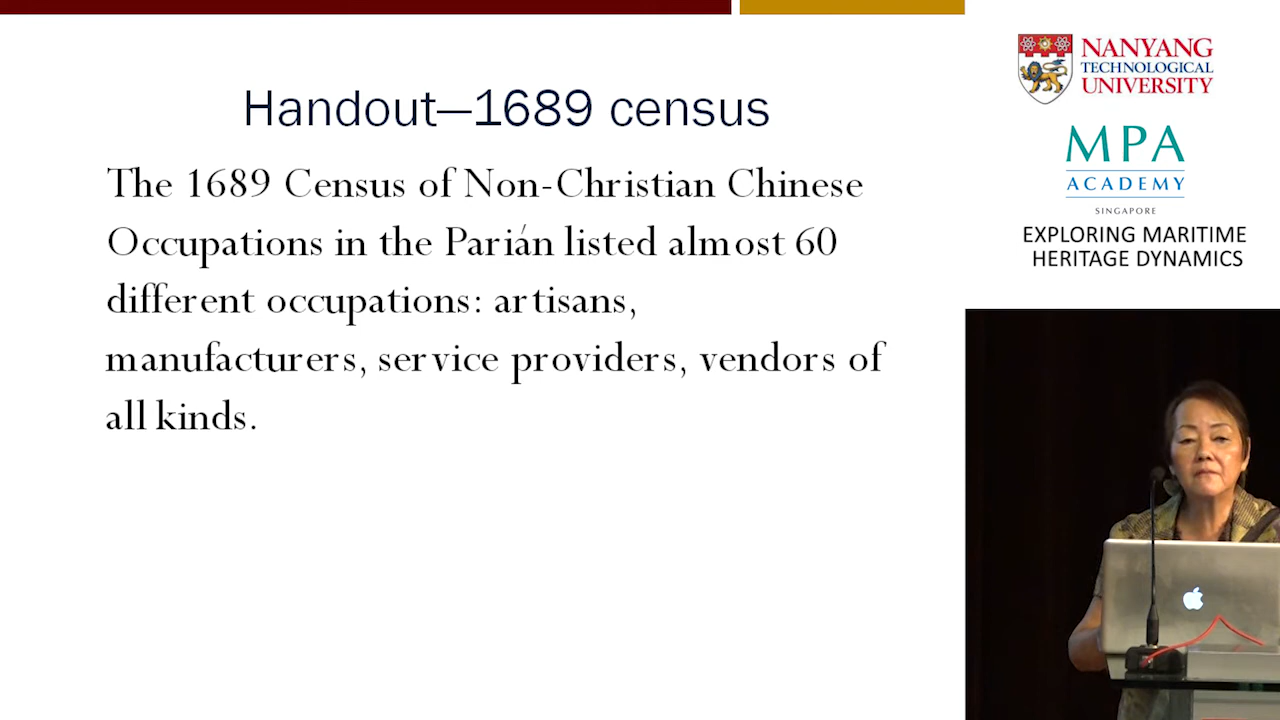 Handout—1689 census
The 1689 Census of Non-Christian Chinese
Occupations in the Parián listed almost 60
different occupations: artisans,
manufacturers, service providers, vendors of
all kinds.
NANYANG
TECHNOLOGICAL
UNIVERSITY
MPA
ACADEMY
SINGAPORE
EXPLORING MARITIME
HERITAGE DYNAMICS